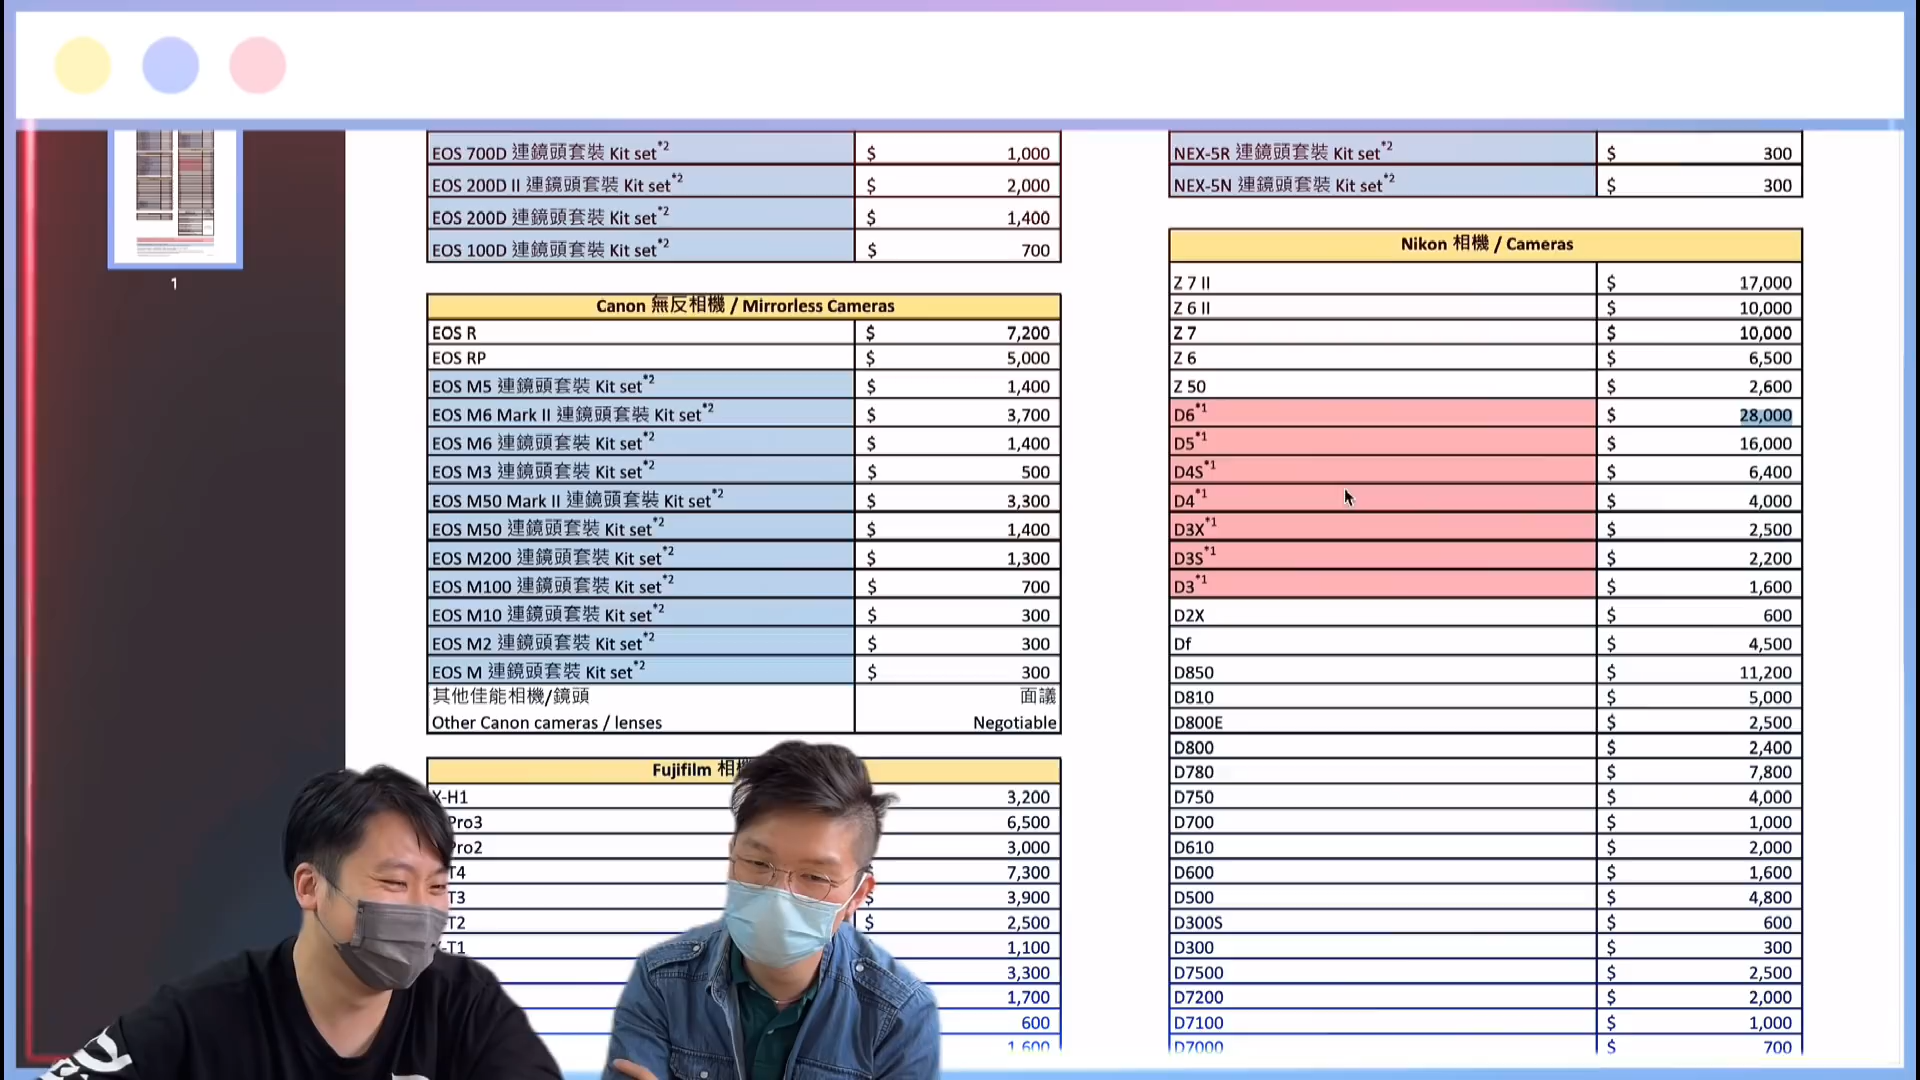 1
EOS 700D 連鏡頭套裝 Kit set*2 $ 1,000
EOS 200D II 連鏡頭套裝 Kit set*2 $ 2,000
EOS 200D 連鏡頭套裝 Kit set*2 $ 1,400
EOS 100D 連鏡頭套裝 Kit set*2 $ 700
Canon 無反相機 / Mirrorless Cameras
EOS R $ 7,200
EOS RP $ 5,000
EOS M5 連鏡頭套裝 Kit set*2 $ 1,400
EOS M6 Mark II 連鏡頭套裝 Kit set*2 $ 3,700
EOS M6 連鏡頭套裝 Kit set*2 $ 1,400
EOS M3 連鏡頭套裝 Kit set*2 $ 500
EOS M50 Mark II 連鏡頭套裝 Kit set*2 $ 3,300
EOS M50 連鏡頭套裝 Kit set*2 $ 1,400
EOS M200 連鏡頭套裝 Kit set*2 $ 1,300
EOS M100 連鏡頭套裝 Kit set*2 $ 700
EOS M10 連鏡頭套裝 Kit set*2 $ 300
EOS M2 連鏡頭套裝 Kit set*2 $ 300
EOS M 連鏡頭套裝 Kit set*2 $ 300
其他佳能相機/鏡頭 面議
Other Canon cameras / lenses Negotiable
Fujifilm 相機
X-H1 3,200
Pro3 6,500
Pro2 3,000
T4 7,300
T3 $ 3,900
T2 $ 2,500
-T1 1,100
3,300
1,700
600
1,600
NEX-5R 連鏡頭套裝 Kit set*2 $ 300
NEX-5N 連鏡頭套裝 Kit set*2 $ 300
Nikon 相機 / Cameras
Z 7 II $ 17,000
Z 6 II $ 10,000
Z 7 $ 10,000
Z 6 $ 6,500
Z 50 $ 2,600
D6*1 $ 28,000
D5*1 $ 16,000
D4S*1 $ 6,400
D4*1 $ 4,000
D3X*1 $ 2,500
D3S*1 $ 2,200
D3*1 $ 1,600
D2X $ 600
Df $ 4,500
D850 $ 11,200
D810 $ 5,000
D800E $ 2,500
D800 $ 2,400
D780 $ 7,800
D750 $ 4,000
D700 $ 1,000
D610 $ 2,000
D600 $ 1,600
D500 $ 4,800
D300S $ 600
D300 $ 300
D7500 $ 2,500
D7200 $ 2,000
D7100 $ 1,000
D7000 $ 700